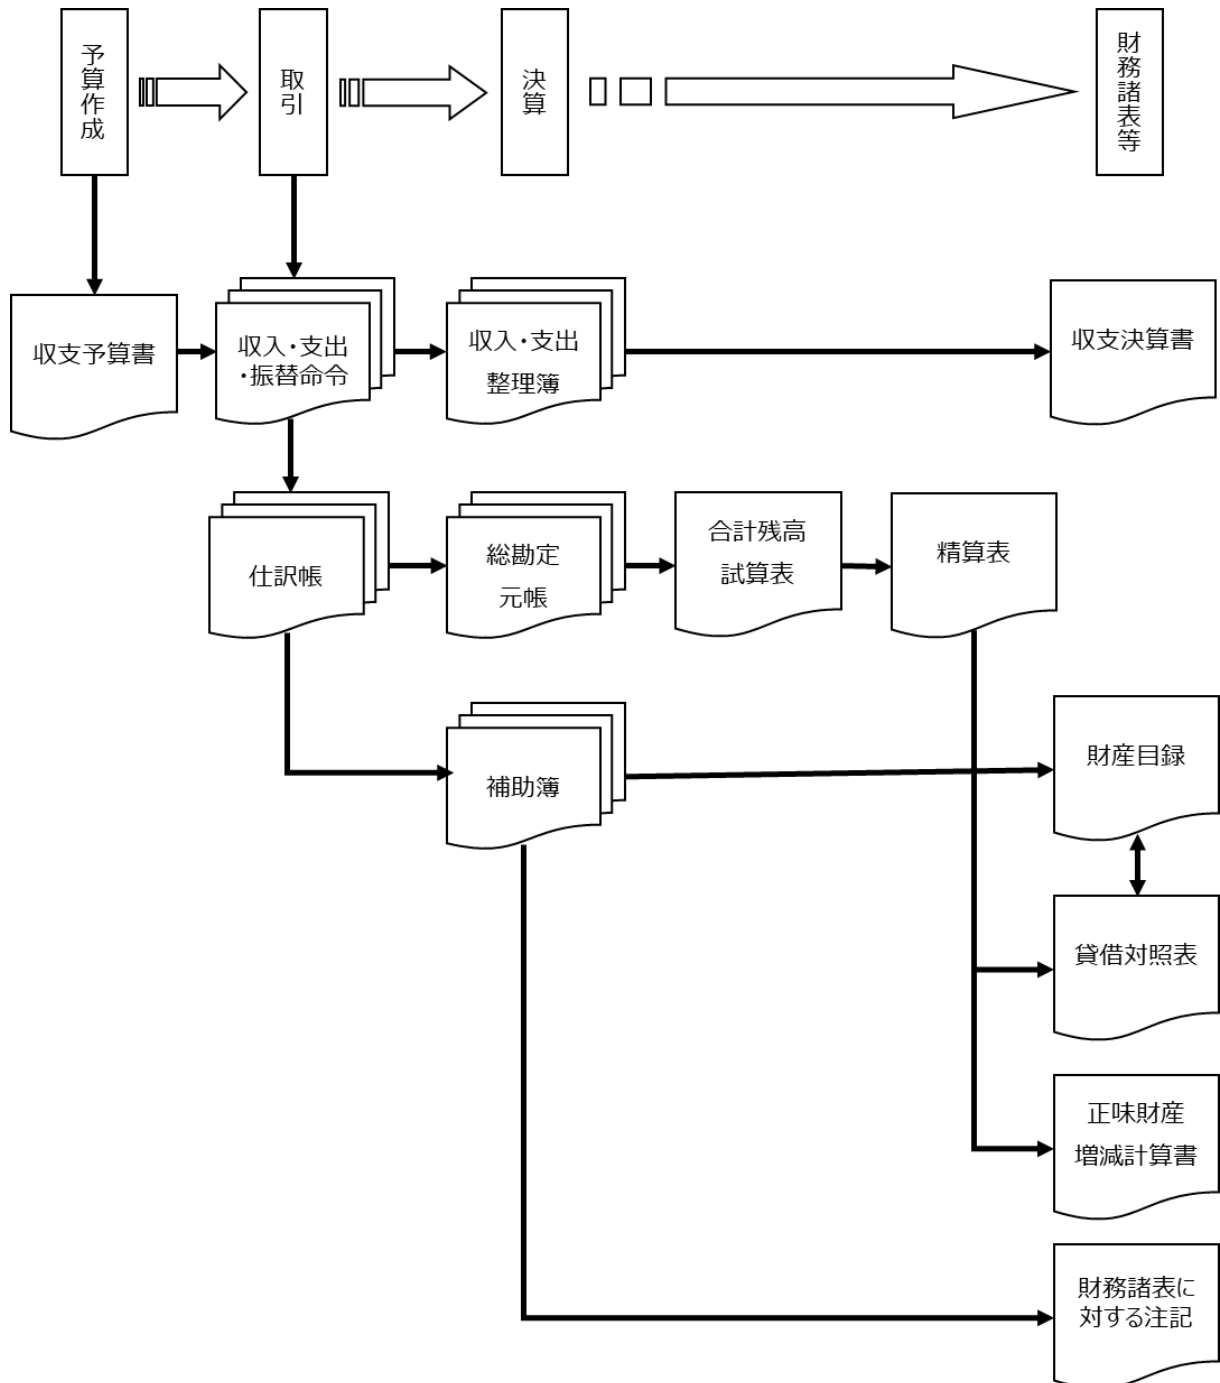 予算作成
取引
決算
財務諸表等
収支予算書
収入・支出
・振替命令
収入・支出
整理簿
収支決算書
仕訳帳
総勘定
元帳
合計残高
試算表
精算表
補助簿
財産目録
貸借対照表
正味財産
増減計算書
財務諸表に
対する注記